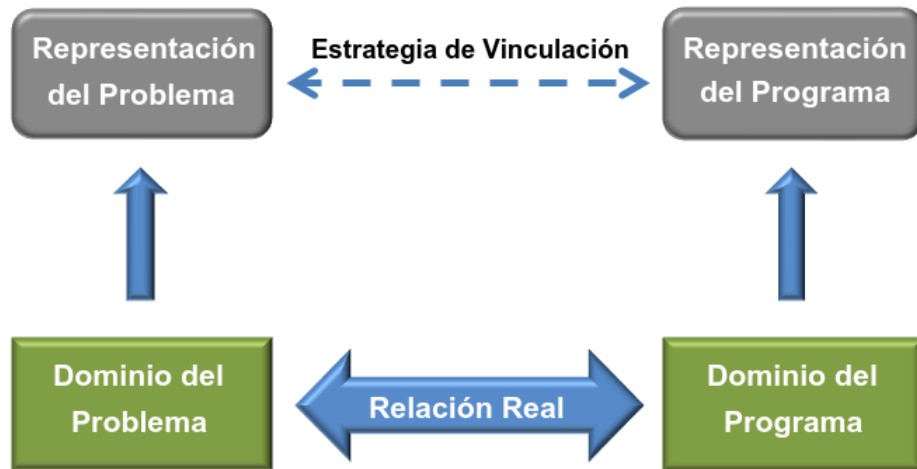 Representación
del Problema
Estrategia de Vinculación
Representación
del Programa
Dominio del
Problema
Relación Real
Dominio del
Programa